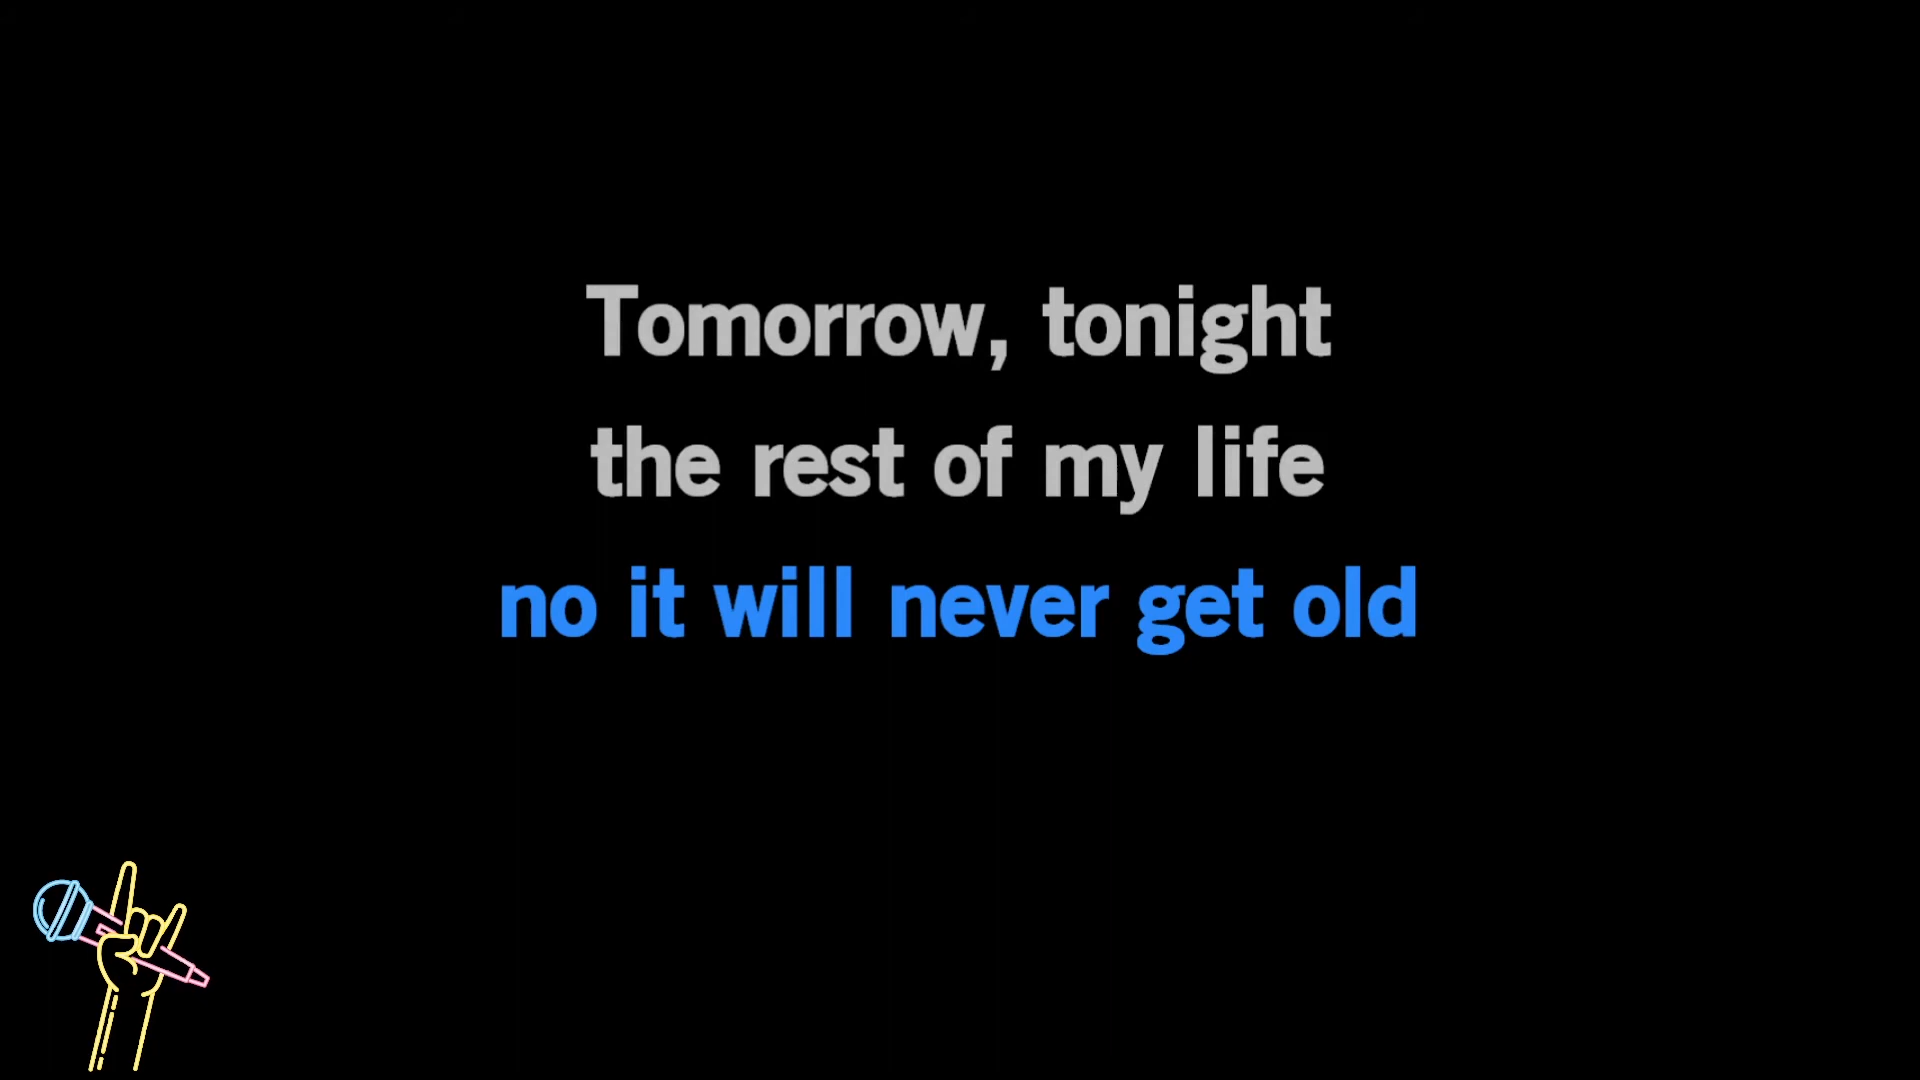 Tomorrow, tonight
the rest of my life
no it will never get old